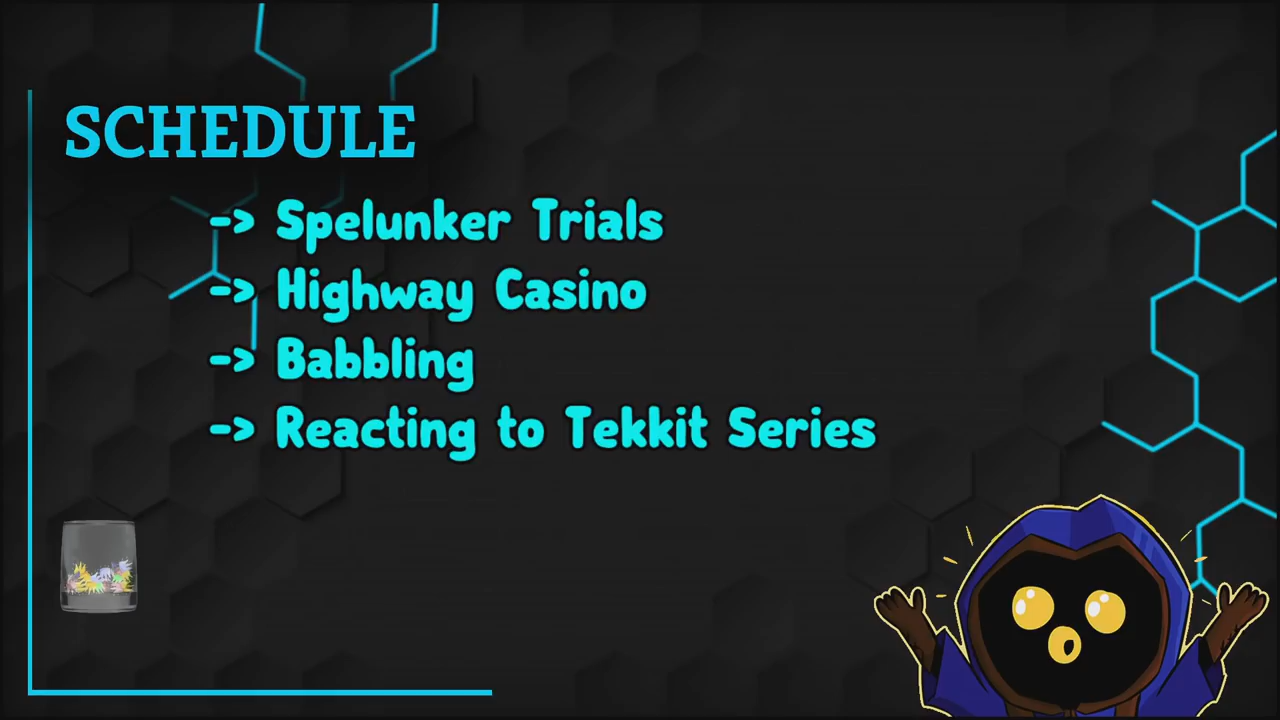 SCHEDULE
-> Spelunker Trials
-> Highway Casino
-> Babbling
-> Reacting to Tekkit Series